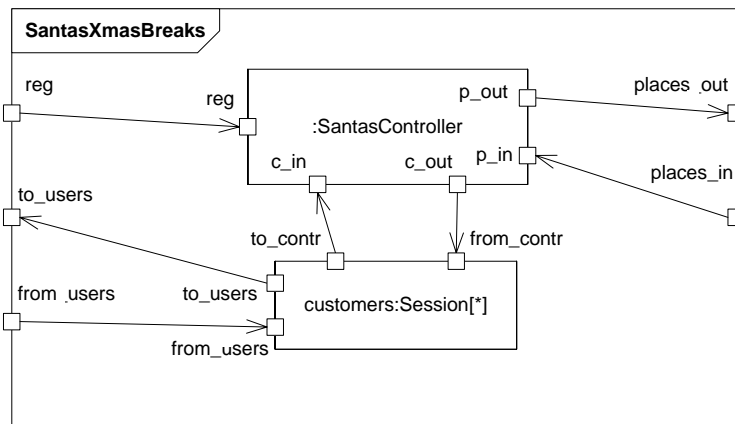 SantasXmasBreaks
reg
reg
p_out
places_out
:SantasController
c_in
c_out
p_in
places_in
to_users
to_contr
from_contr
from_users
to_users
customers:Session[*]
from_users